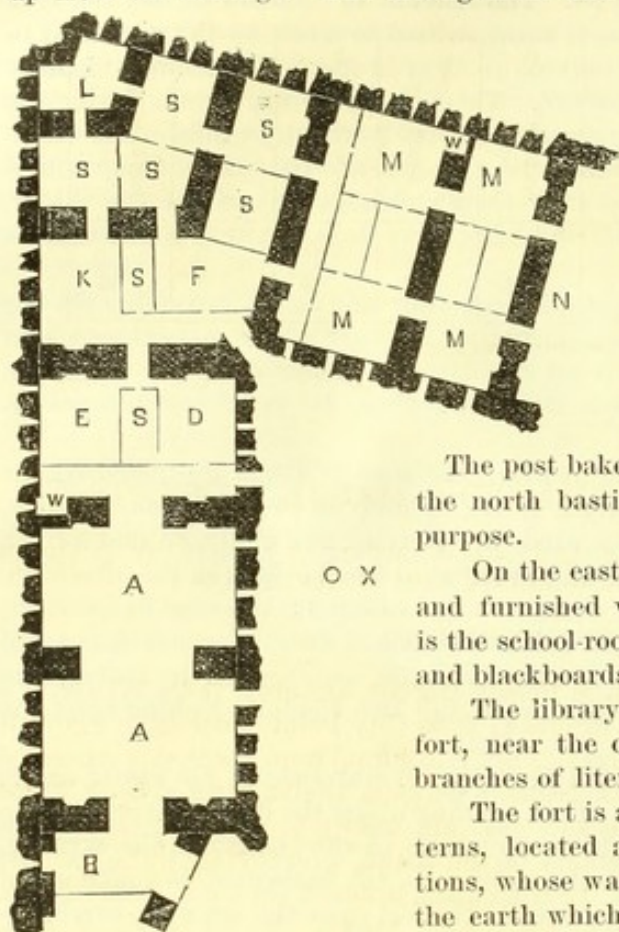 L
S
S
S
S
S
K
S
F
M
M
M
M
W
N
E
S
D
W
A
O X
A
B
The post bake
the north basti
purpose.
On the east
and furnished
is the school-roo
and blackboards
The library
fort, near the
branches of lite
The fort is a
terns, located a
tions, whose wa
the earth which